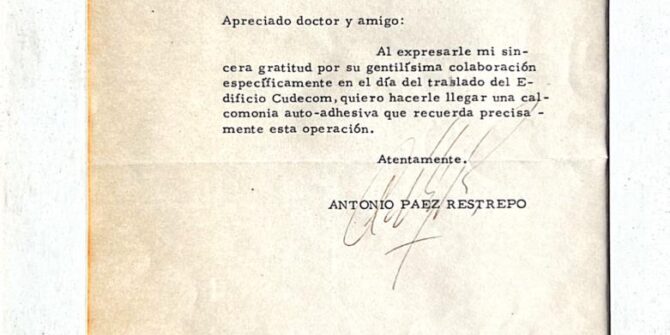 Apreciado doctor y amigo:
Al expresarle mi sin-
cera gratitud por su gentilísima colaboración
específicamente en el día del traslado del E-
dificio Cudecom, quiero hacerle llegar una cal-
comonia auto-adhesiva que recuerda precisa -
mente esta operación.
Atentamente.
ANTONIO PAEZ RESTREPO